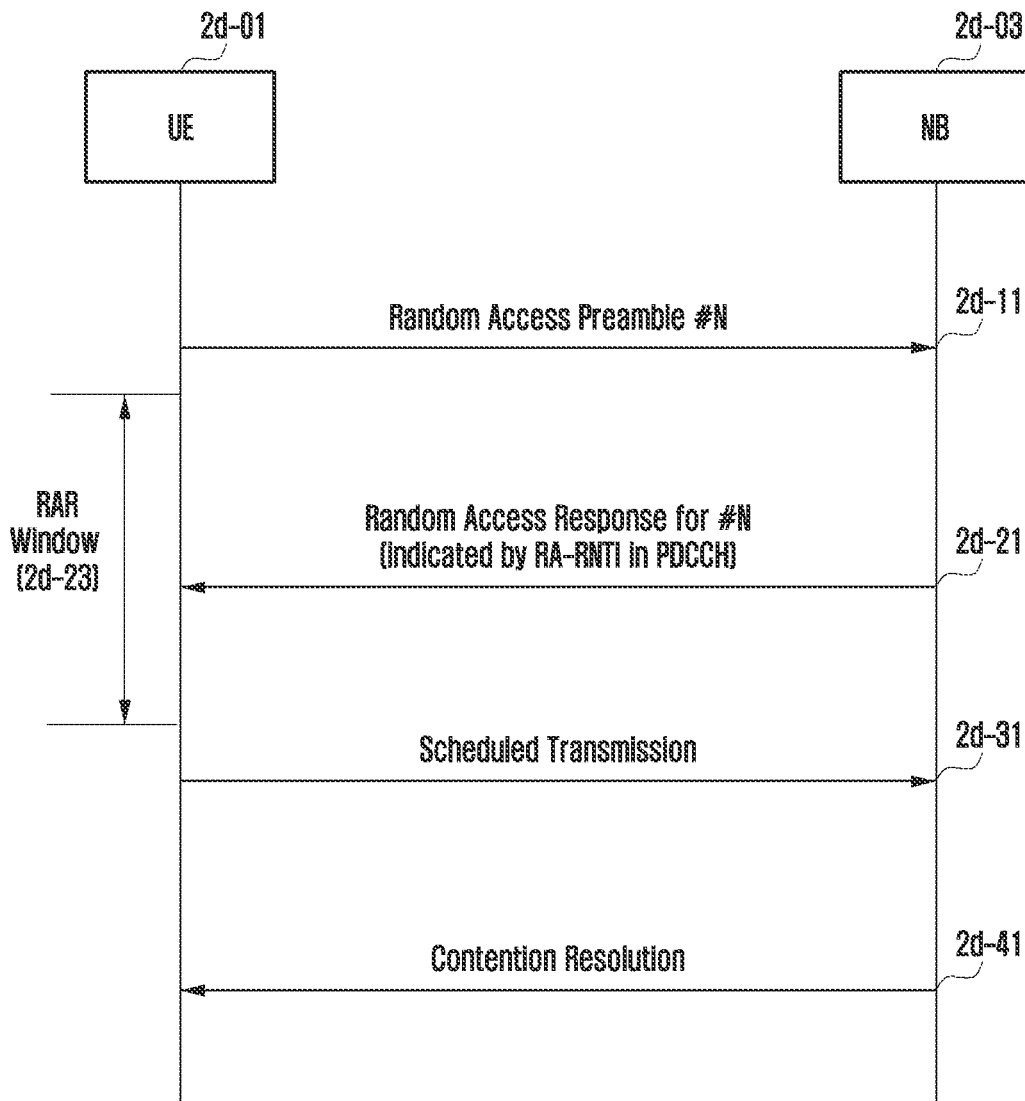 2d-01
2d-03
UE
NB
2d-11
Random Access Preamble #N
RAR
Window
(2d-23)
Random Access Response for #N
(indicated by RA-RNTI in PDCCH)
2d-21
Scheduled Transmission
2d-31
Contention Resolution
2d-41